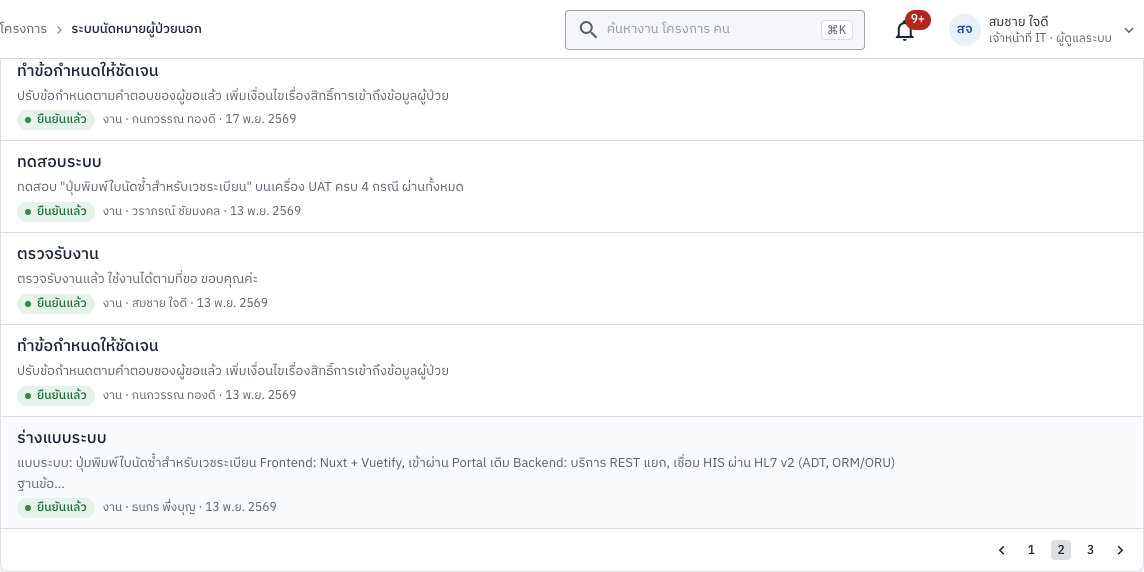 โครงการ > ระบบนัดหมายผู้ป่วยนอก
ค้นหางาน โครงการ คน ⌘K
9+
สจ
สมชาย ใจดี
เจ้าหน้าที่ IT · ผู้ดูแลระบบ
ทำข้อกำหนดให้ชัดเจน
ปรับข้อกำหนดตามคำตอบของผู้ขอแล้ว เพิ่มเงื่อนไขเรื่องสิทธิ์การเข้าถึงข้อมูลผู้ป่วย
ยืนยันแล้ว งาน · กนกวรรณ ทองดี · 17 พ.ย. 2569
ทดสอบระบบ
ทดสอบ "ปุ่มพิมพ์ใบนัดซ้ำสำหรับเวชระเบียน" บนเครื่อง UAT ครบ 4 กรณี ผ่านทั้งหมด
ยืนยันแล้ว งาน · วราภรณ์ ชัยมงคล · 13 พ.ย. 2569
ตรวจรับงาน
ตรวจรับงานแล้ว ใช้งานได้ตามที่ขอ ขอบคุณค่ะ
ยืนยันแล้ว งาน · สมชาย ใจดี · 13 พ.ย. 2569
ทำข้อกำหนดให้ชัดเจน
ปรับข้อกำหนดตามคำตอบของผู้ขอแล้ว เพิ่มเงื่อนไขเรื่องสิทธิ์การเข้าถึงข้อมูลผู้ป่วย
ยืนยันแล้ว งาน · กนกวรรณ ทองดี · 13 พ.ย. 2569
ร่างแบบระบบ
แบบระบบ: ปุ่มพิมพ์ใบนัดซ้ำสำหรับเวชระเบียน Frontend: Nuxt + Vuetify, เข้าผ่าน Portal เดิม Backend: บริการ REST แยก, เชื่อม HIS ผ่าน HL7 v2 (ADT, ORM/ORU)
ฐานข้อ...
ยืนยันแล้ว งาน · ธนกร พึ่งบุญ · 13 พ.ย. 2569
1 2 3